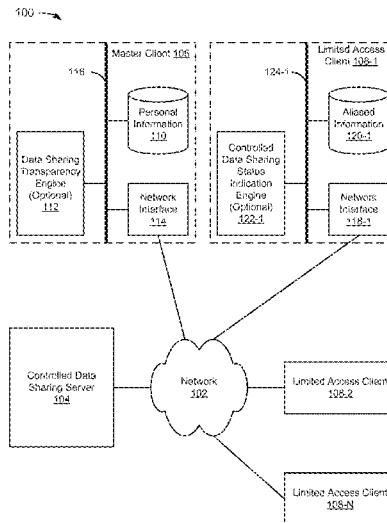 100
116
Master Client 106
Personal
Information
110
Data Sharing
Transparency
Engine
(Optional)
112
Network
Interface
114
124-1
Limited Access
Client 108-1
Aliased
Information
120-1
Controlled
Data Sharing
Status
Indication
Engine
(Optional)
122-1
Network
Interface
118-1
Controlled Data
Sharing Server
104
Network
102
Limited Access Client
108-2
Limited Access Client
108-N